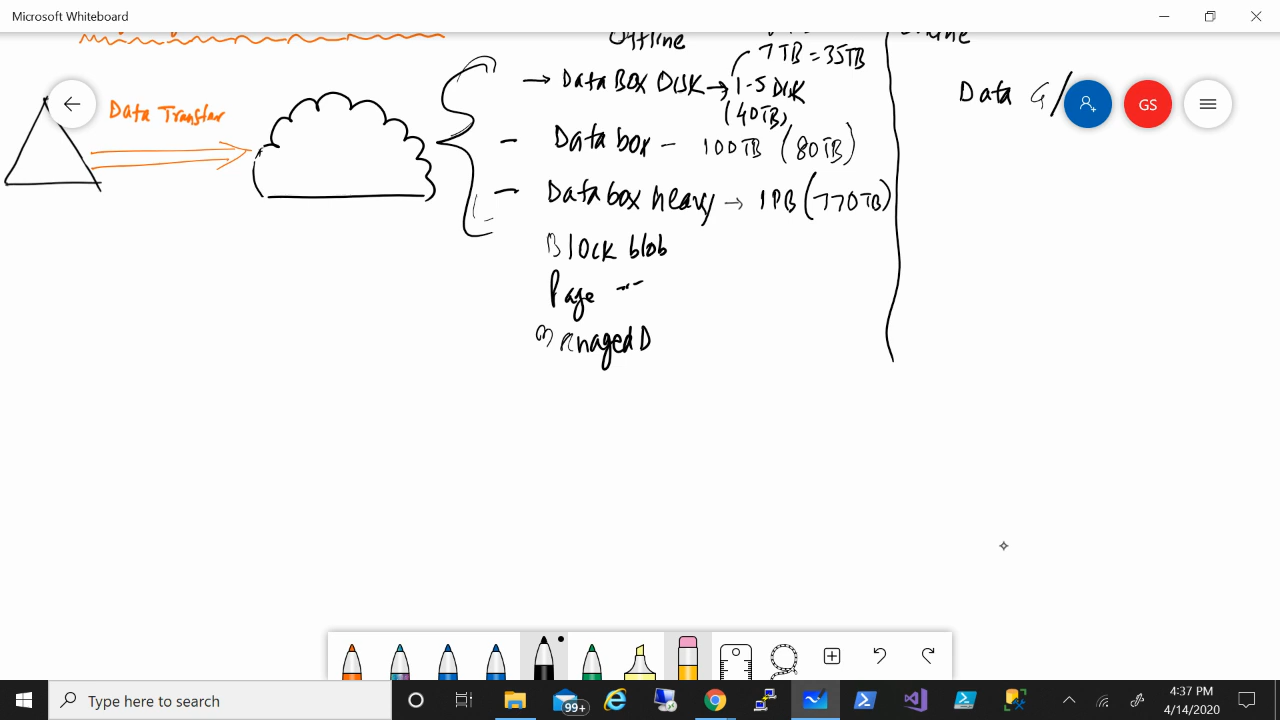 Microsoft Whiteboard
Offline
7 TB = 35TB
Data Transfer
→ Data Box Disk → 1-5 Disk
(40TB)
Data G/
GS
- Data box - 100TB (80TB)
- Data box heavy → 1PB (770TB)
Block blob
Page "
Managed D
Type here to search
99+
4:37 PM
4/14/2020